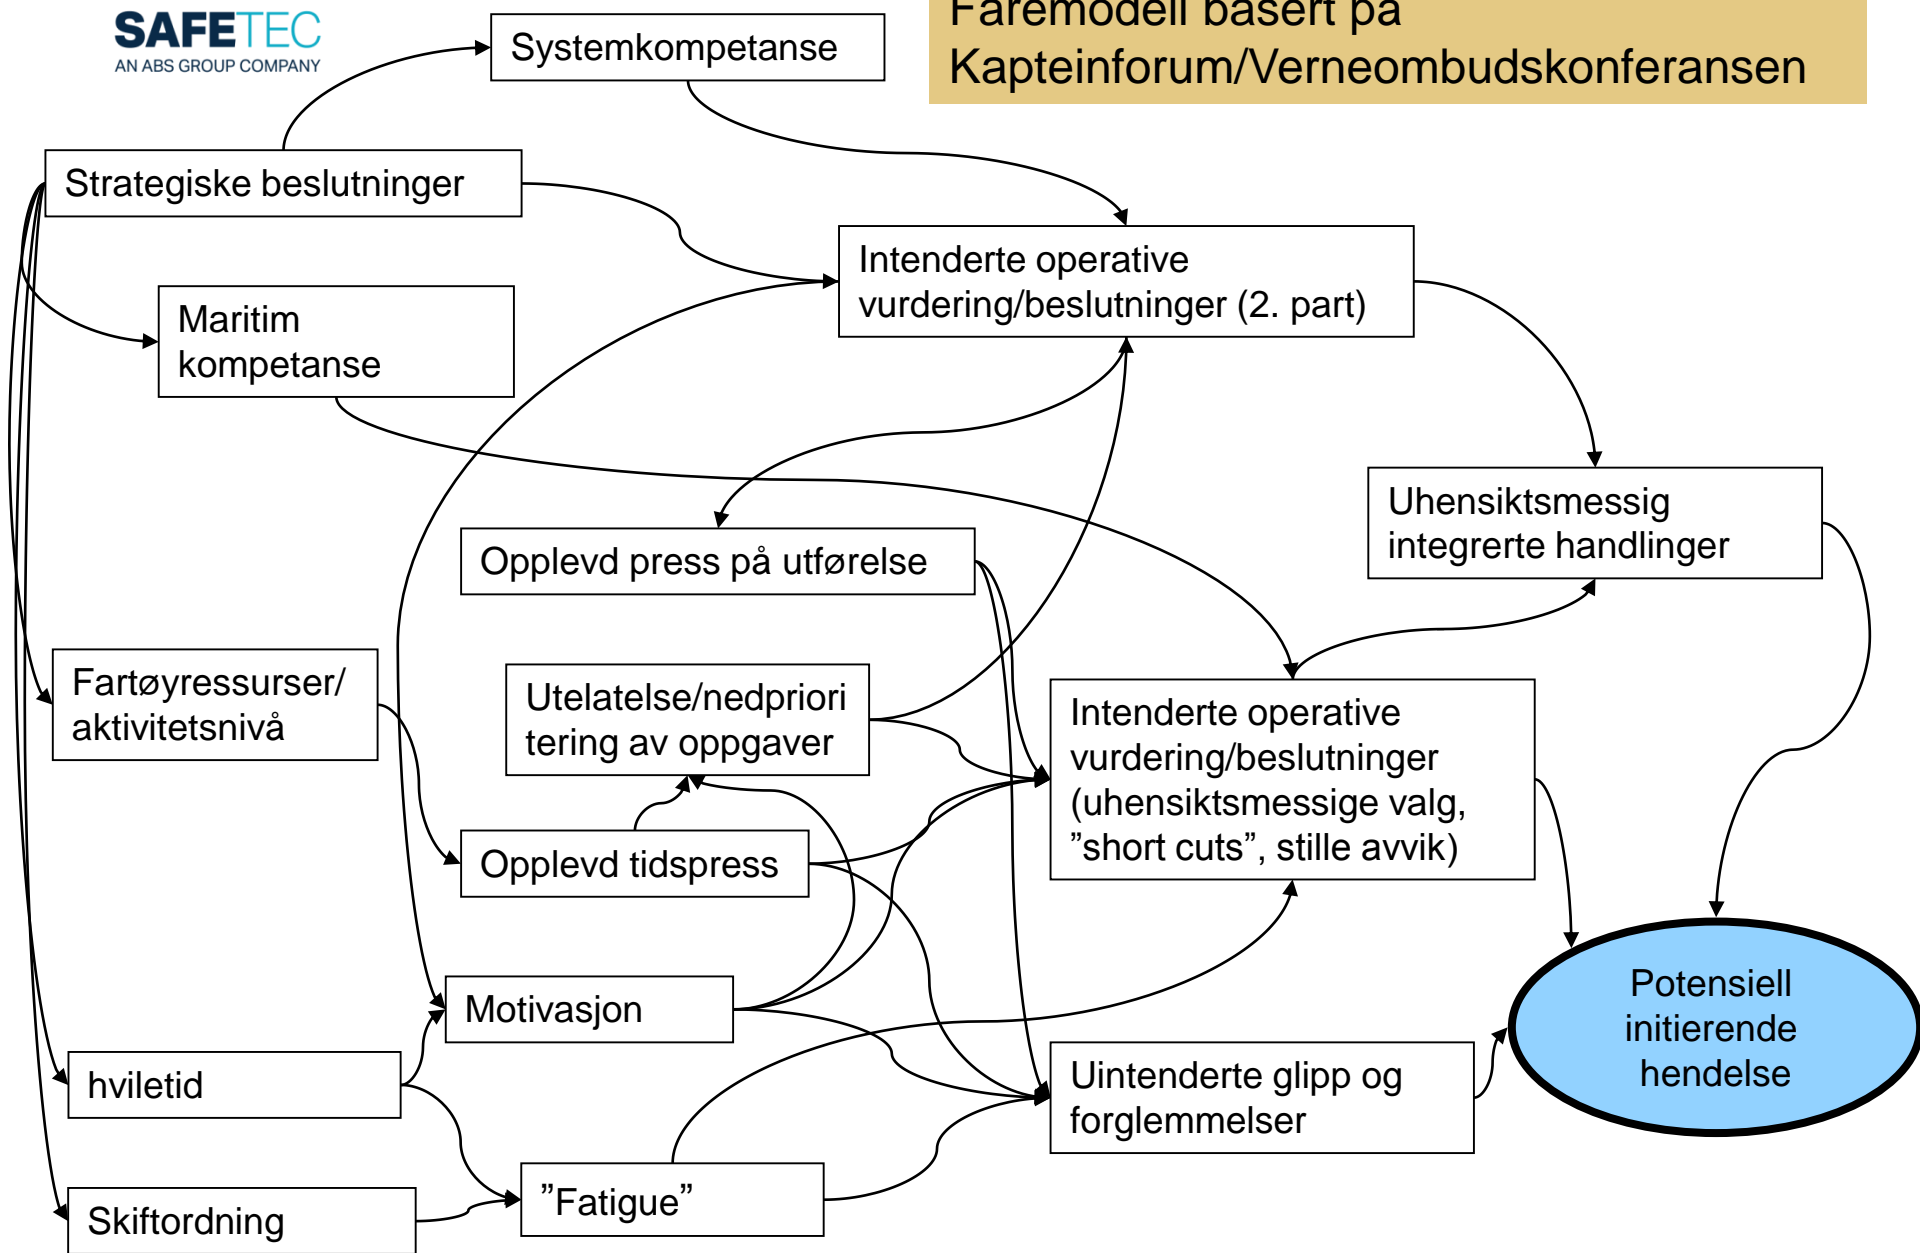 SAFETEC
AN ABS GROUP COMPANY
Faremodell basert på
Kapteinforum/Verneombudskonferansen
Systemkompetanse
Strategiske beslutninger
Intenderte operative
vurdering/beslutninger (2. part)
Maritim
kompetanse
Uhensiktsmessig
integrerte handlinger
Opplevd press på utførelse
Fartøyressurser/
aktivitetsnivå
Utelatelse/nedpriori
tering av oppgaver
Intenderte operative
vurdering/beslutninger
(uhensiktsmessige valg,
”short cuts”, stille avvik)
Opplevd tidspress
Motivasjon
Potensiell
initierende
hendelse
hviletid
Uintenderte glipp og
forglemmelser
”Fatigue”
Skiftordning